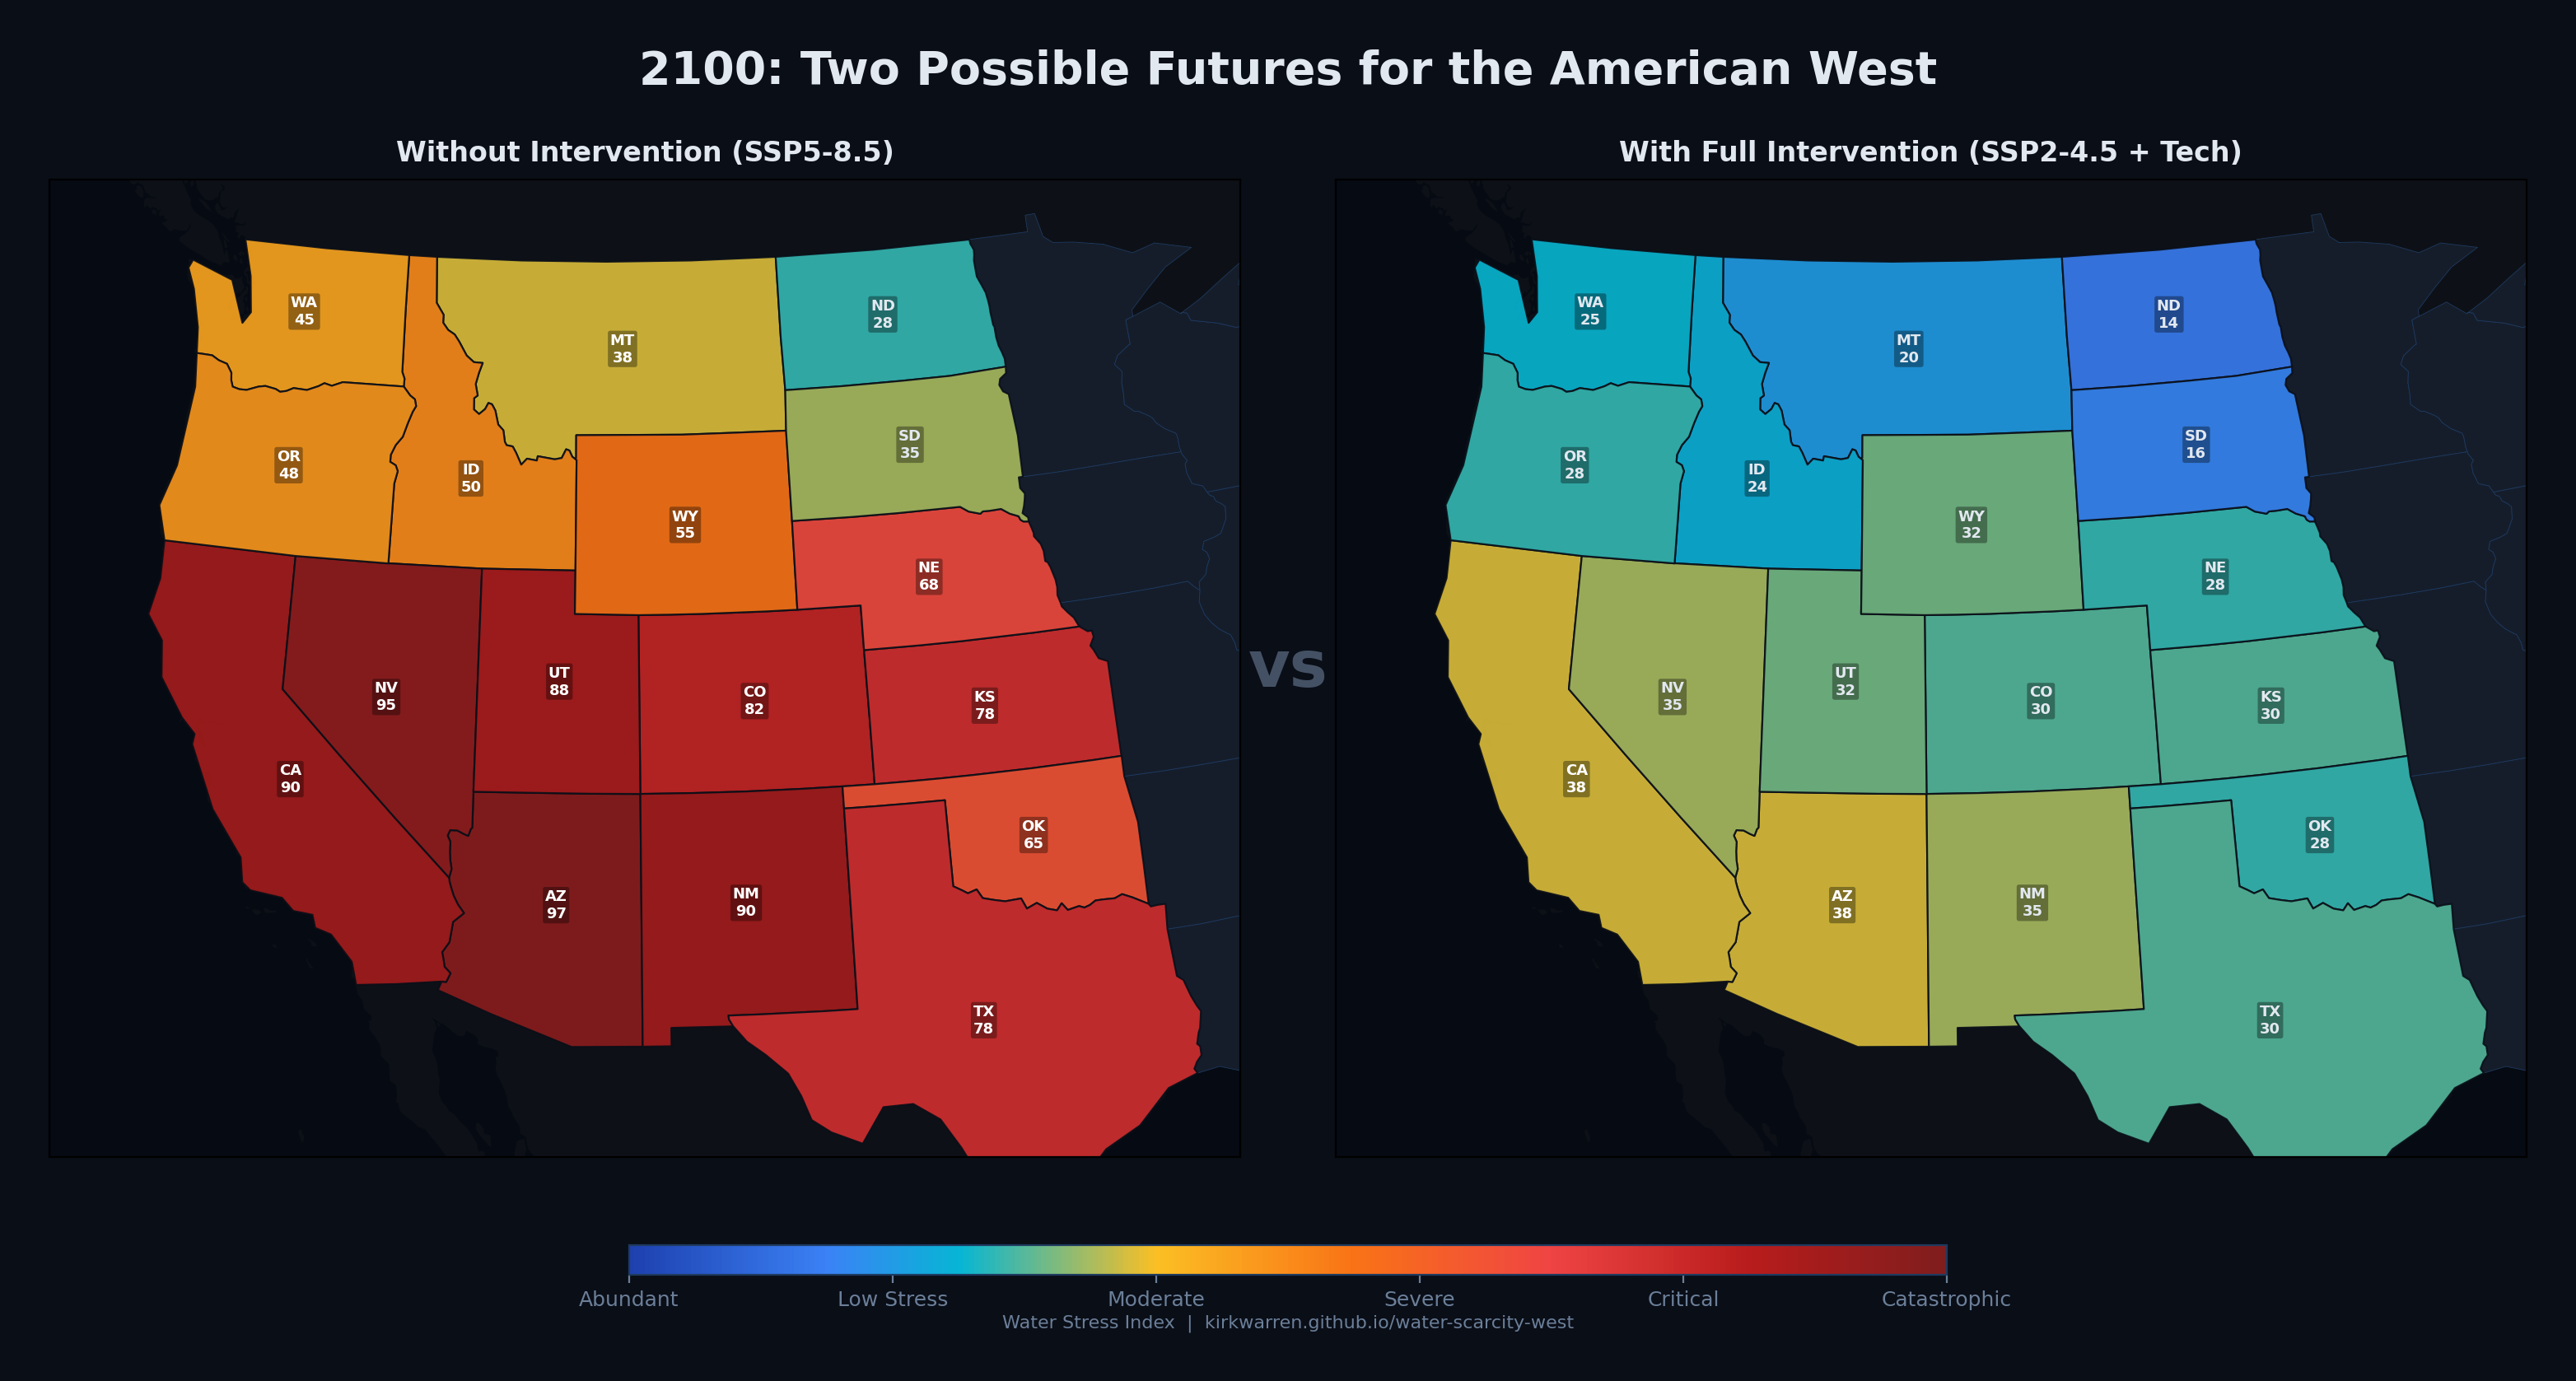 2100: Two Possible Futures for the American West
Without Intervention (SSP5-8.5)
WA
45
MT
38
ND
28
OR
48
ID
50
SD
35
WY
55
NE
68
NV
95
UT
88
CO
82
KS
78
CA
90
OK
65
AZ
97
NM
90
TX
78
vs
With Full Intervention (SSP2-4.5 + Tech)
WA
25
MT
20
ND
14
OR
28
ID
24
SD
16
WY
32
NE
28
NV
35
UT
32
CO
30
KS
30
CA
38
OK
28
AZ
38
NM
35
TX
30
Abundant
Low Stress
Moderate
Severe
Critical
Catastrophic
Water Stress Index | kirkwarren.github.io/water-scarcity-west